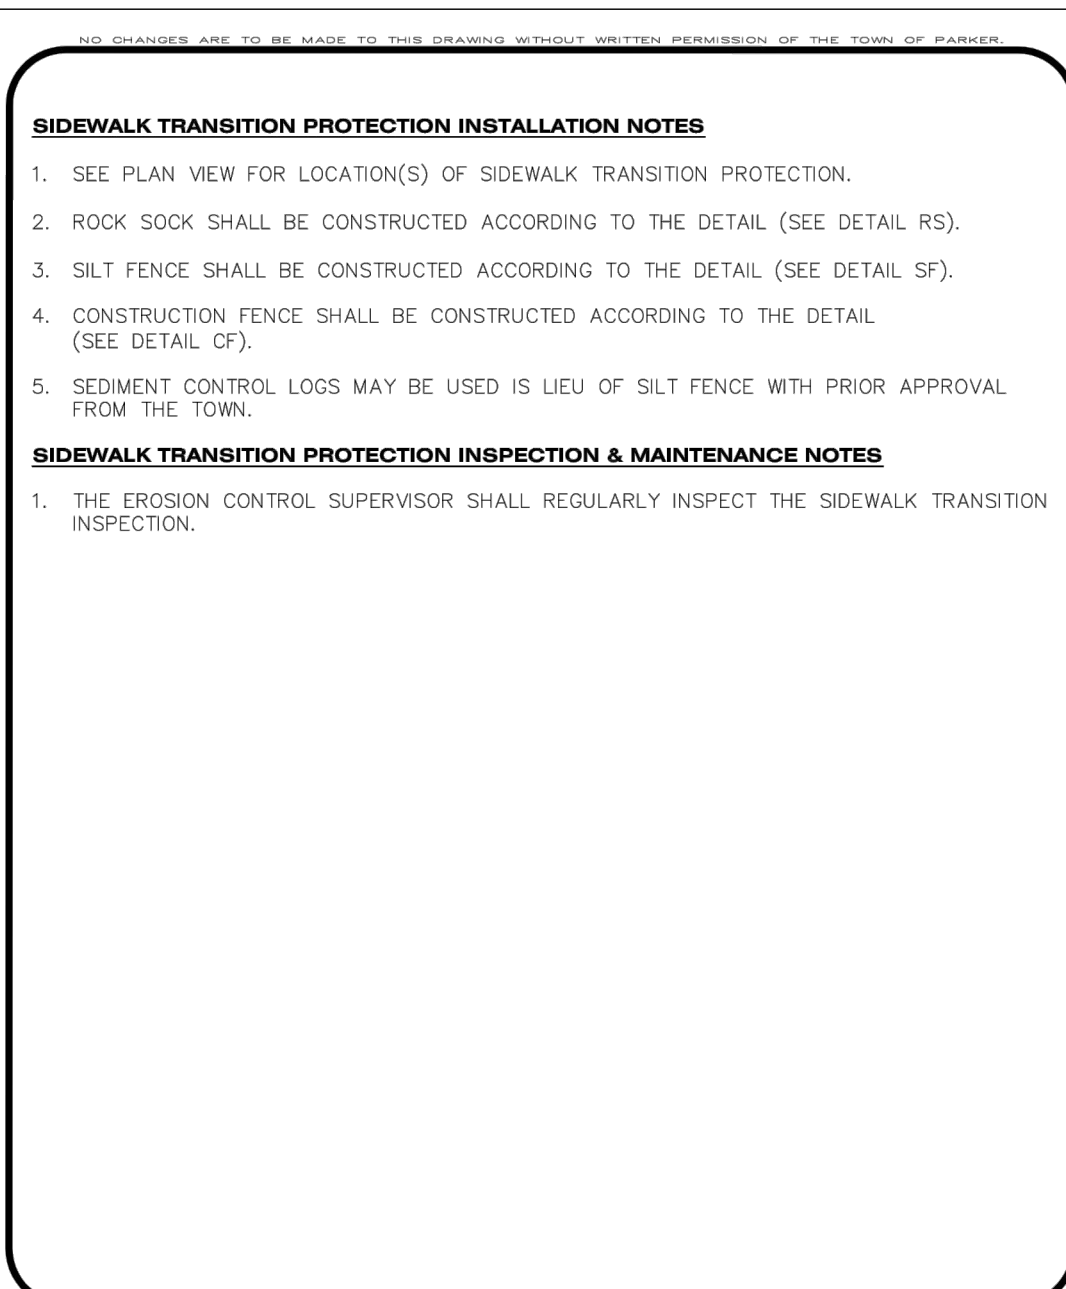 NO CHANGES ARE TO BE MADE TO THIS DRAWING WITHOUT WRITTEN PERMISSION OF THE TOWN OF PARKER.
SIDEWALK TRANSITION PROTECTION INSTALLATION NOTES
1. SEE PLAN VIEW FOR LOCATION(S) OF SIDEWALK TRANSITION PROTECTION.
2. ROCK SOCK SHALL BE CONSTRUCTED ACCORDING TO THE DETAIL (SEE DETAIL RS).
3. SILT FENCE SHALL BE CONSTRUCTED ACCORDING TO THE DETAIL (SEE DETAIL SF).
4. CONSTRUCTION FENCE SHALL BE CONSTRUCTED ACCORDING TO THE DETAIL
(SEE DETAIL CF).
5. SEDIMENT CONTROL LOGS MAY BE USED IS LIEU OF SILT FENCE WITH PRIOR APPROVAL
FROM THE TOWN.
SIDEWALK TRANSITION PROTECTION INSPECTION & MAINTENANCE NOTES
1. THE EROSION CONTROL SUPERVISOR SHALL REGULARLY INSPECT THE SIDEWALK TRANSITION
INSPECTION.